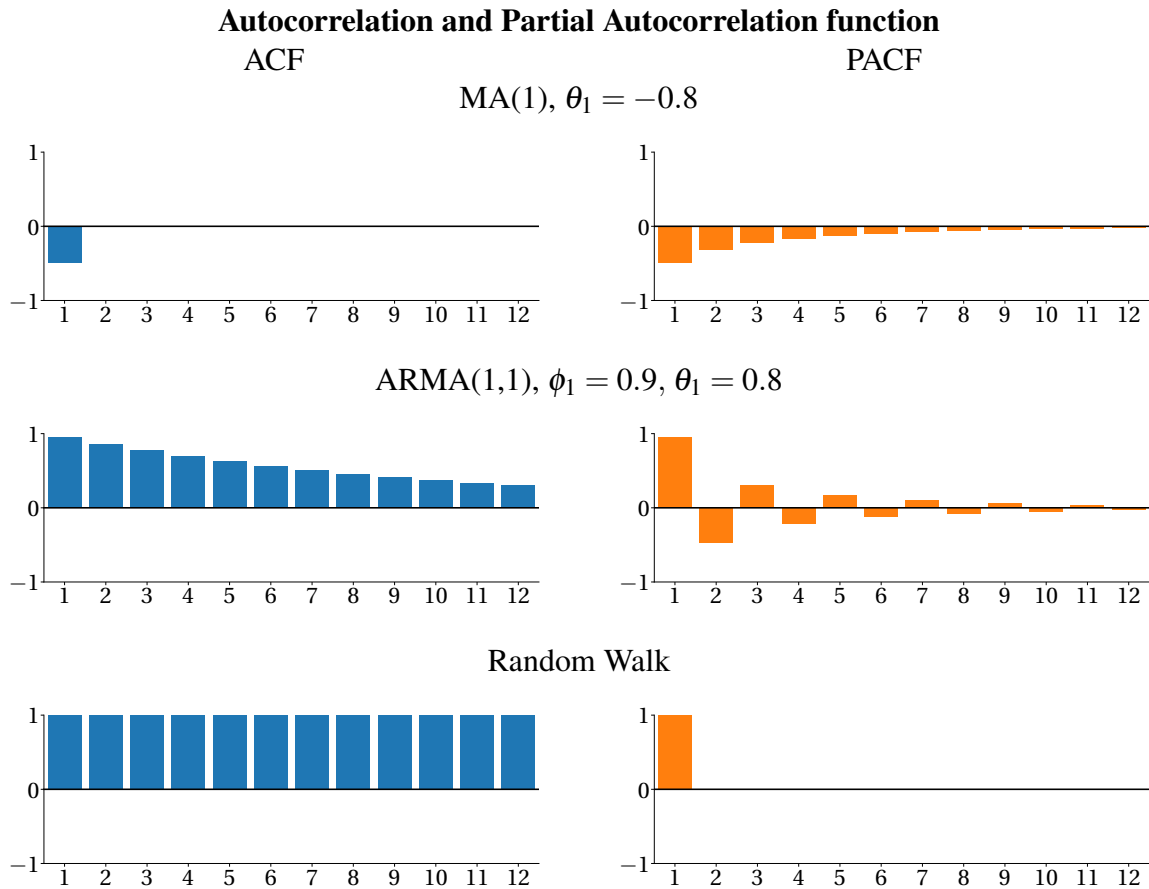 Autocorrelation and Partial Autocorrelation function
ACF PACF
MA(1), θ₁ = −0.8
1
0
−1
1 2 3 4 5 6 7 8 9 10 11 12
1
0
−1
1 2 3 4 5 6 7 8 9 10 11 12
ARMA(1,1), ϕ₁ = 0.9, θ₁ = 0.8
1
0
−1
1 2 3 4 5 6 7 8 9 10 11 12
1
0
−1
1 2 3 4 5 6 7 8 9 10 11 12
Random Walk
1
0
−1
1 2 3 4 5 6 7 8 9 10 11 12
1
0
−1
1 2 3 4 5 6 7 8 9 10 11 12